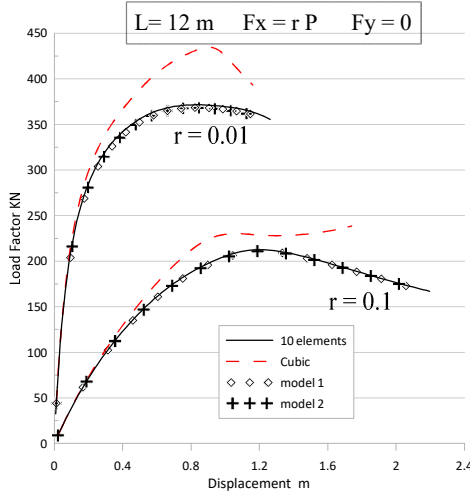 L= 12 m Fx = r P Fy = 0
450
400
350
300
250
200
150
100
50
0
Load Factor KN
r = 0.01
r = 0.1
10 elements
Cubic
model 1
model 2
0 0.4 0.8 1.2 1.6 2 2.4
Displacement m